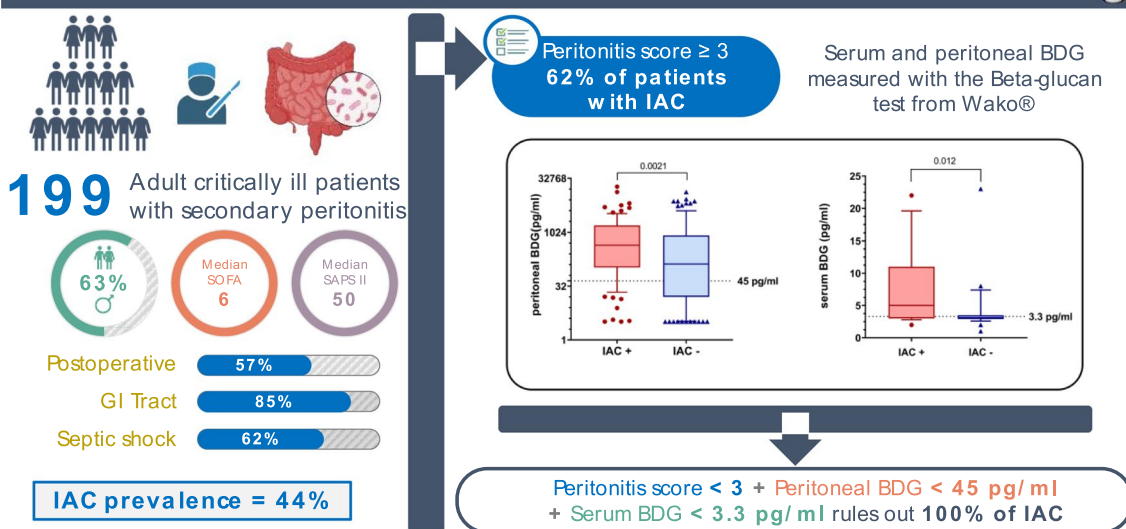 199
Adult critically ill patients
with secondary peritonitis
63%
Median
SOFA
6
Median
SAPS II
50
Postoperative
57%
GI Tract
85%
Septic shock
62%
IAC prevalence = 44%
Peritonitis score ≥ 3
62% of patients
with IAC
Serum and peritoneal BDG
measured with the Beta-glucan
test from Wako®
peritoneal BDG(pg/ml)
32768
1024
32
1
0.0021
45 pg/ml
IAC +
IAC -
serum BDG (pg/ml)
25
20
15
10
5
0
0.012
3.3 pg/ml
IAC +
IAC -
Peritonitis score < 3 + Peritoneal BDG < 45 pg/ml
+ Serum BDG < 3.3 pg/ml rules out 100% of IAC